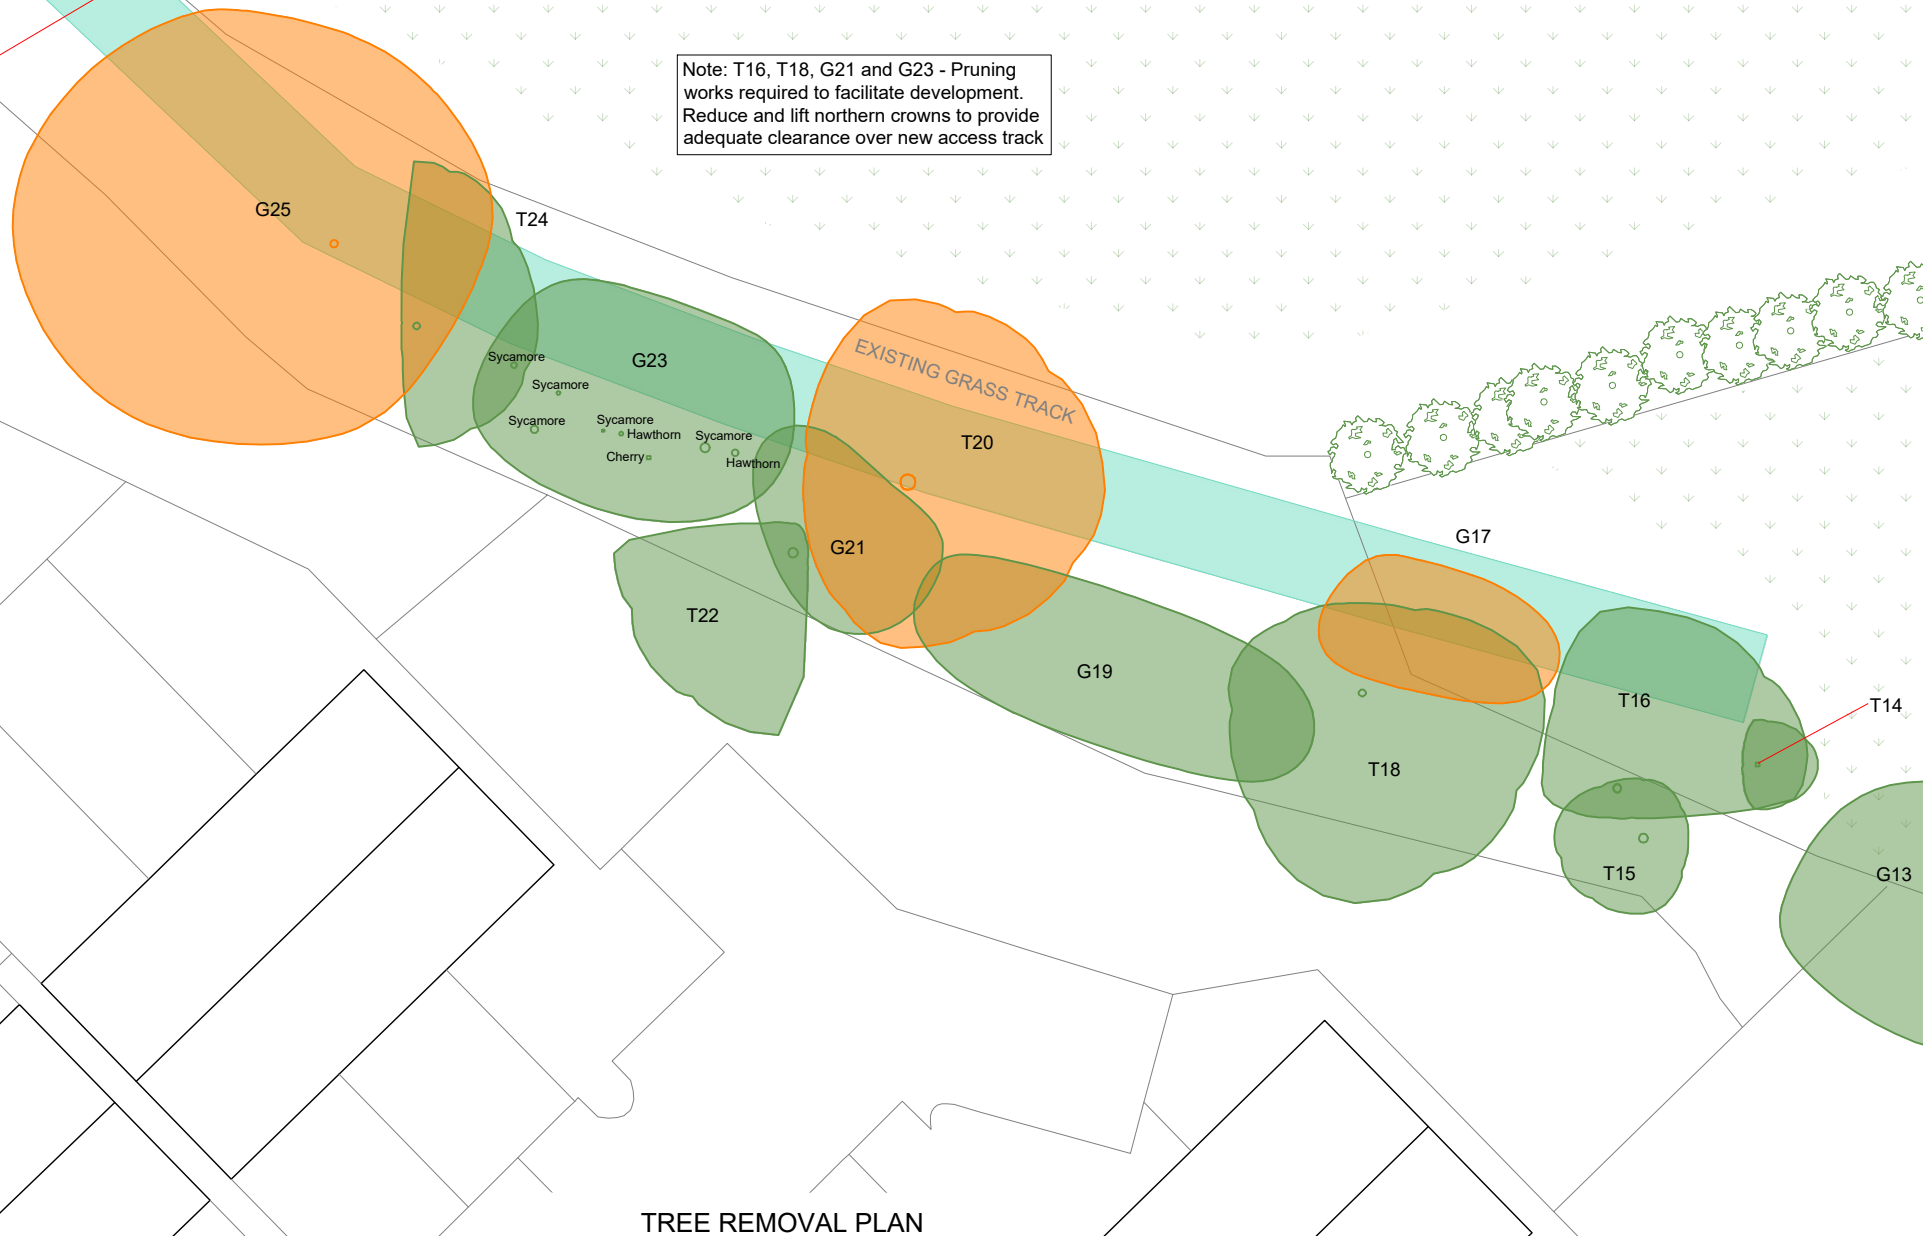 Note: T16, T18, G21 and G23 - Pruning
works required to facilitate development.
Reduce and lift northern crowns to provide
adequate clearance over new access track
G25
T24
Sycamore
G23
Sycamore
Sycamore
Sycamore
Hawthorn
Sycamore
Cherry
Hawthorn
EXISTING GRASS TRACK
T20
G21
T22
G17
G19
T16
T14
T18
T15
G13
TREE REMOVAL PLAN